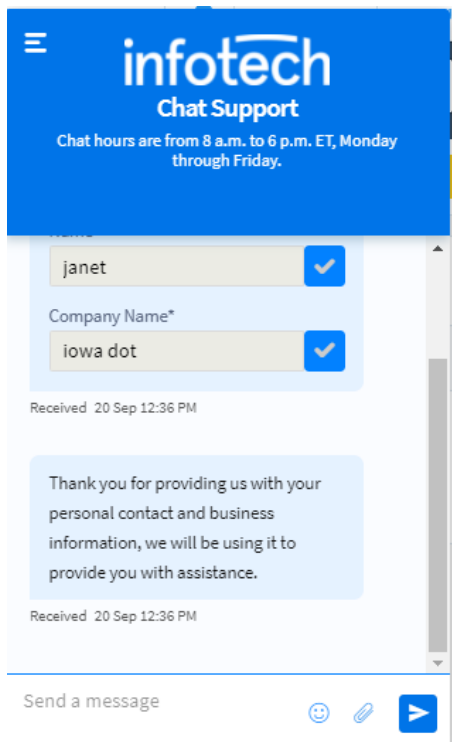 infotech
Chat Support
Chat hours are from 8 a.m. to 6 p.m. ET, Monday
through Friday.
janet
Company Name*
iowa dot
Received 20 Sep 12:36 PM
Thank you for providing us with your
personal contact and business
information, we will be using it to
provide you with assistance.
Received 20 Sep 12:36 PM
Send a message